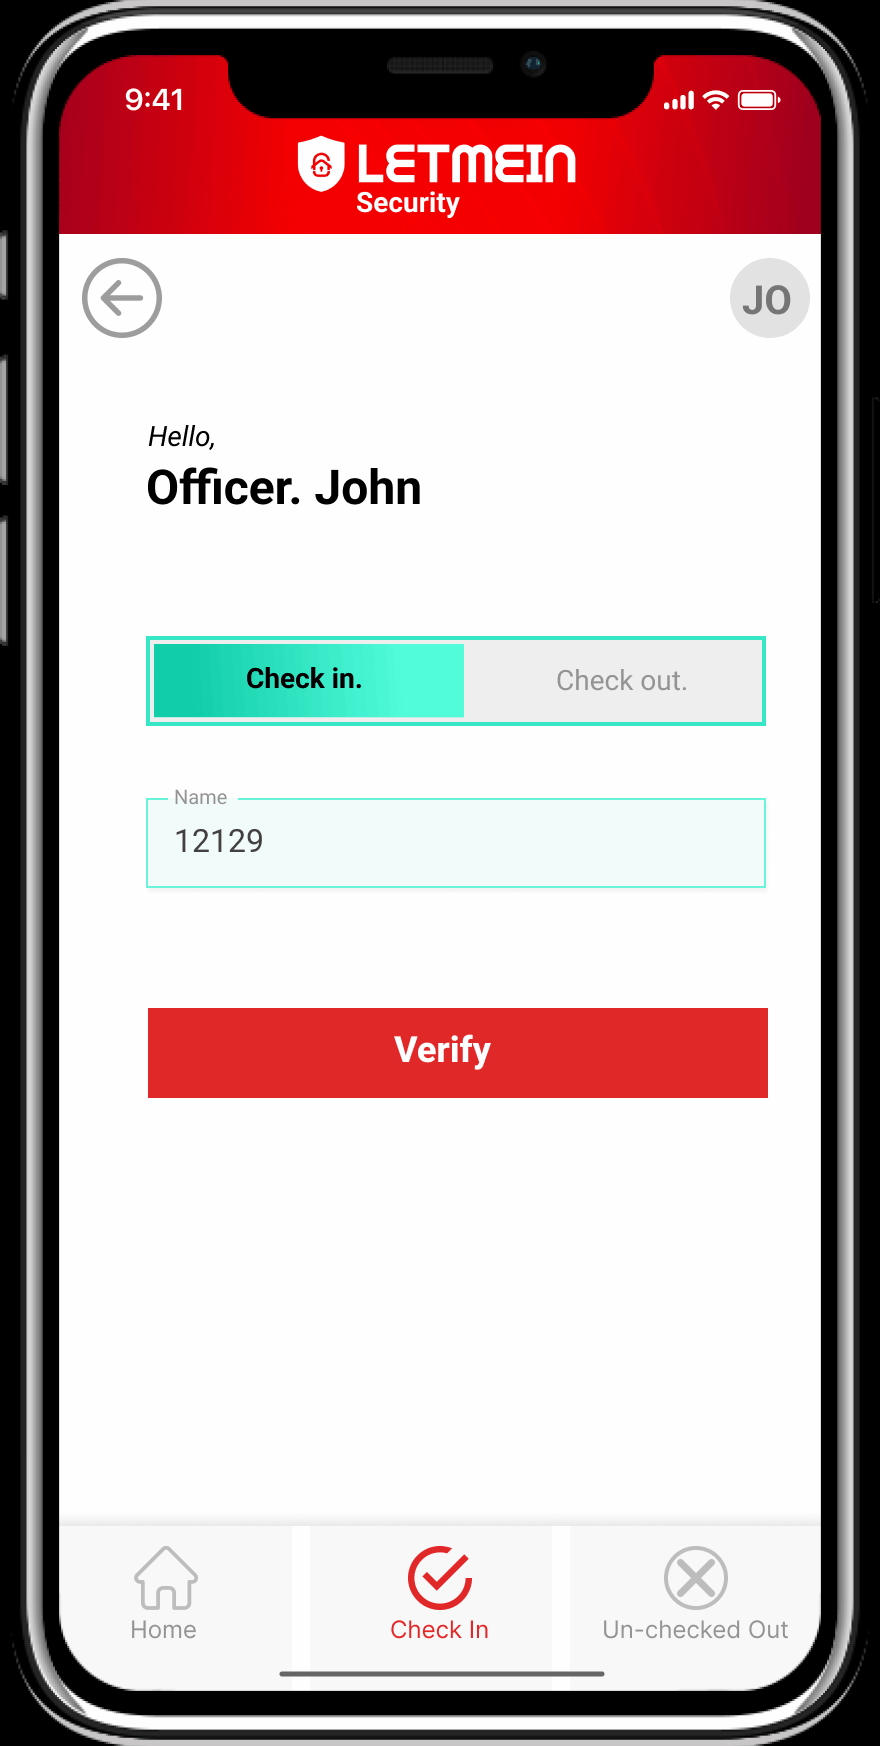 9:41
LETMEIN
Security
JO
Hello,
Officer. John
Check in.
Check out.
Name
12129
Verify
Home
Check In
Un-checked Out